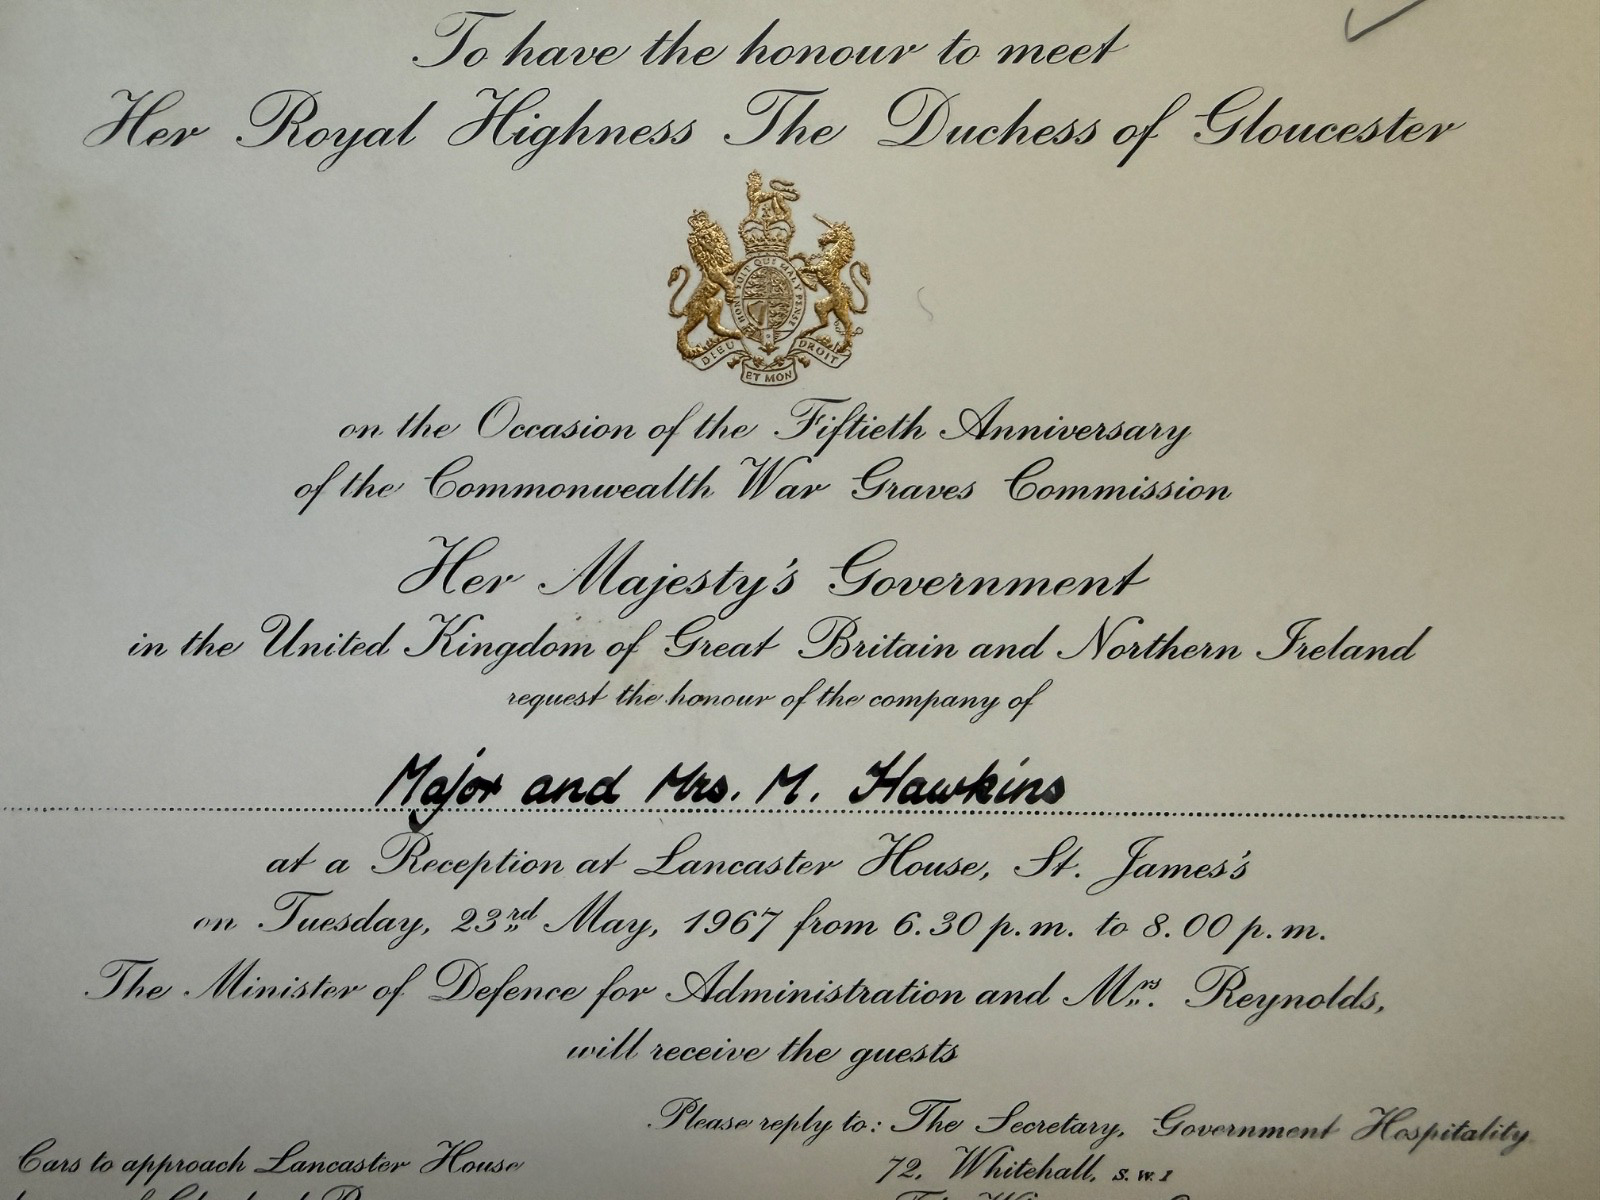 To have the honour to meet
Her Royal Highness The Duchess of Gloucester
HONI SOIT QUI MAL Y PENSE
DIEU ET MON DROIT
on the Occasion of the Fiftieth Anniversary
of the Commonwealth War Graves Commission
Her Majesty's Government
in the United Kingdom of Great Britain and Northern Ireland
request the honour of the company of
Major and Mrs. M. Hawkins
at a Reception at Lancaster House, St. James's
on Tuesday, 23rd May, 1967 from 6.30 p.m. to 8.00 p.m.
The Minister of Defence for Administration and Mrs. Reynolds,
will receive the guests
Please reply to: The Secretary, Government Hospitality
72, Whitehall, S.W.1
Cars to approach Lancaster House